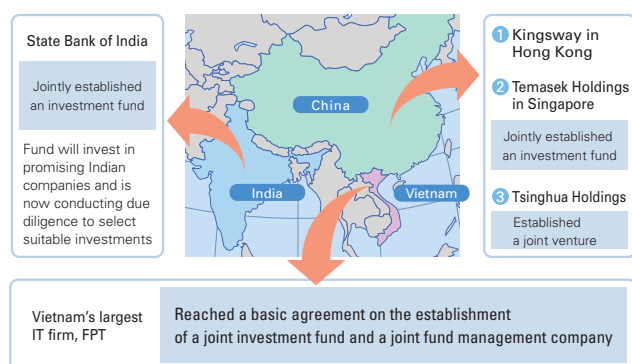 State Bank of India
Jointly established
an investment fund
Fund will invest in
promising Indian
companies and is
now conducting due
diligence to select
suitable investments
China
India
Vietnam
1 Kingsway in
Hong Kong
2 Temasek Holdings
in Singapore
Jointly established
an investment fund
3 Tsinghua Holdings
Established
a joint venture
Vietnam's largest
IT firm, FPT
Reached a basic agreement on the establishment
of a joint investment fund and a joint fund management company